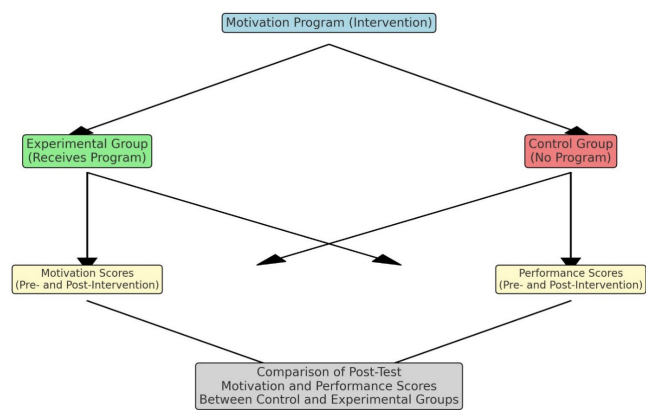 Motivation Program (Intervention)
Experimental Group
(Receives Program)
Control Group
(No Program)
Motivation Scores
(Pre- and Post-Intervention)
Performance Scores
(Pre- and Post-Intervention)
Comparison of Post-Test
Motivation and Performance Scores
Between Control and Experimental Groups